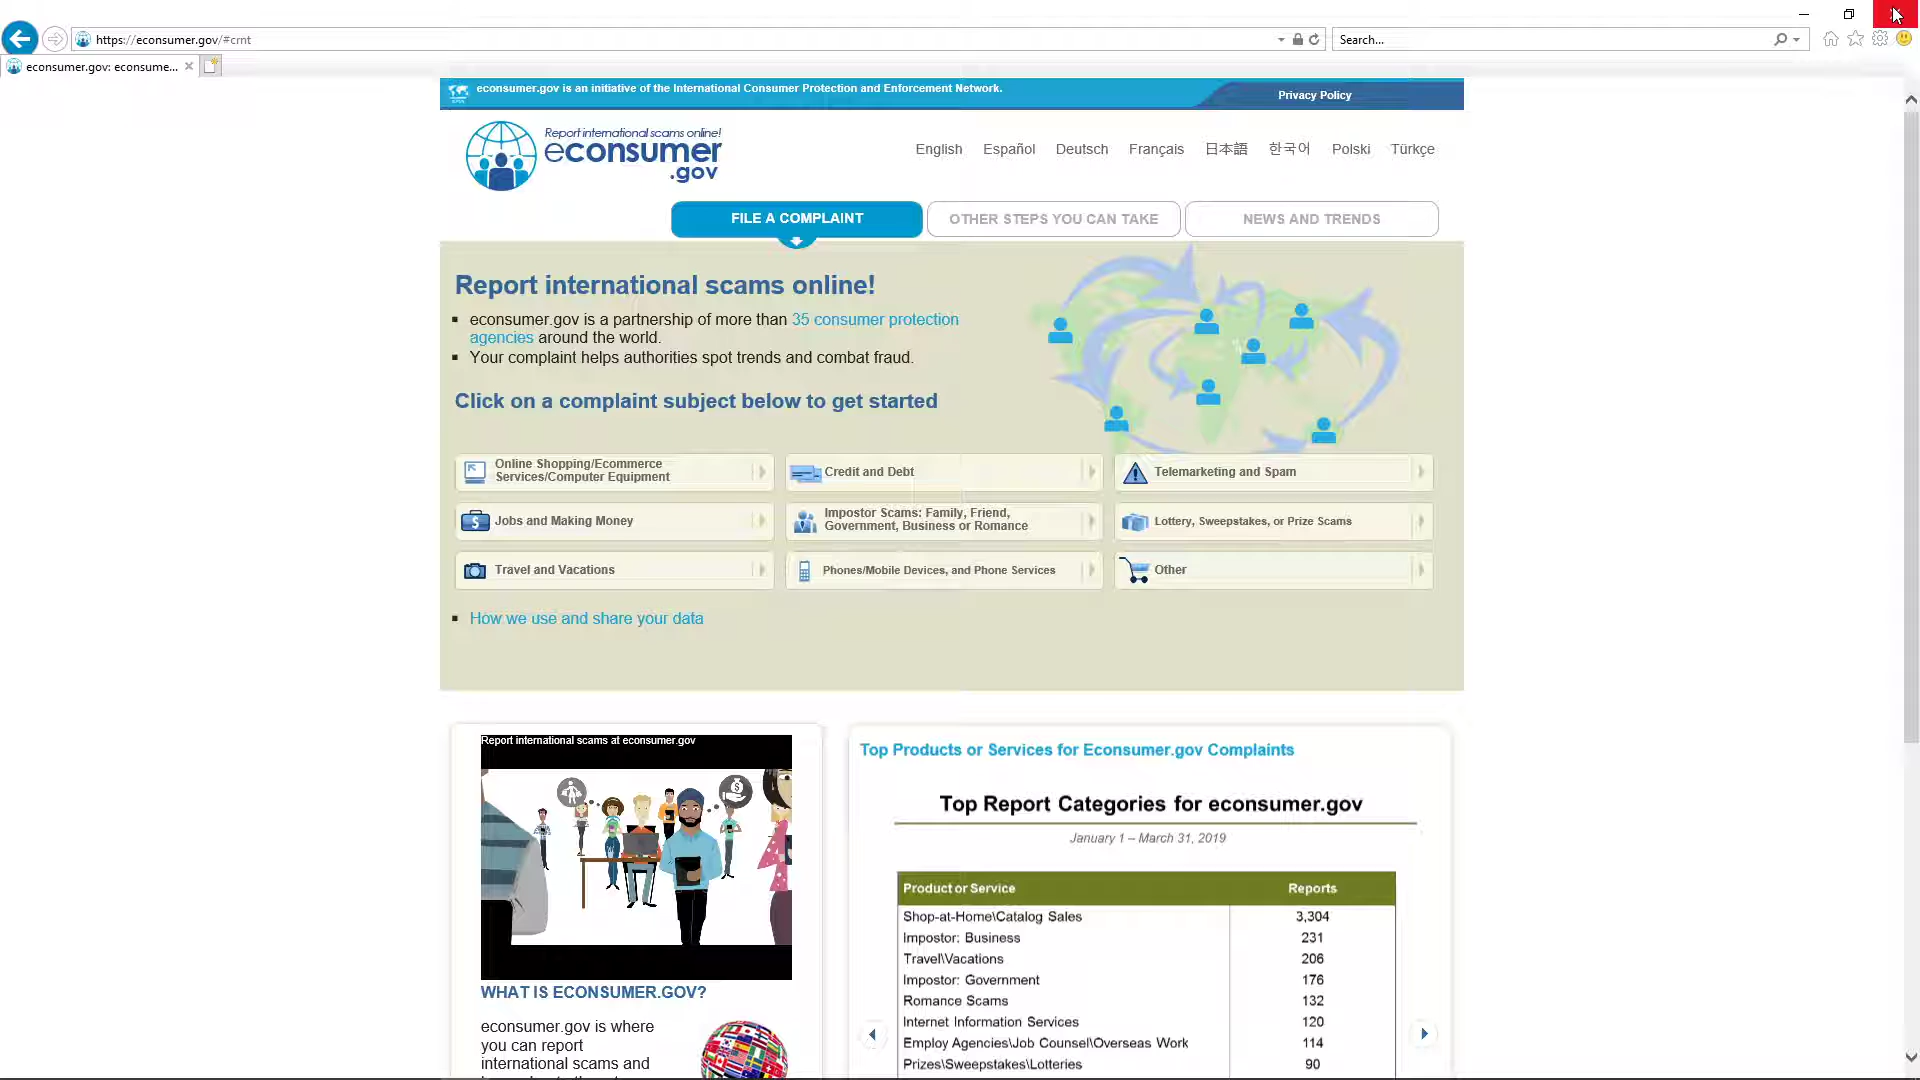 https://econsumer.gov/#crnt
Search...
econsumer.gov: econsume...
econsumer.gov is an initiative of the International Consumer Protection and Enforcement Network.
Privacy Policy
Report international scams online!
econsumer
.gov
English Español Deutsch Français 日本語 한국어 Polski Türkçe
FILE A COMPLAINT
OTHER STEPS YOU CAN TAKE
NEWS AND TRENDS
Report international scams online!
econsumer.gov is a partnership of more than 35 consumer protection
agencies around the world.
Your complaint helps authorities spot trends and combat fraud.
Click on a complaint subject below to get started
Online Shopping/Ecommerce
Services/Computer Equipment
Credit and Debt
Telemarketing and Spam
Jobs and Making Money
Impostor Scams: Family, Friend,
Government, Business or Romance
Lottery, Sweepstakes, or Prize Scams
Travel and Vacations
Phones/Mobile Devices, and Phone Services
Other
How we use and share your data
Report international scams at econsumer.gov
WHAT IS ECONSUMER.GOV?
econsumer.gov is where
you can report
international scams and
Top Products or Services for Econsumer.gov Complaints
Top Report Categories for econsumer.gov
January 1 – March 31, 2019
Product or Service Reports
Shop-at-Home\Catalog Sales 3,304
Impostor: Business 231
Travel\Vacations 206
Impostor: Government 176
Romance Scams 132
Internet Information Services 120
Employ Agencies\Job Counsel\Overseas Work 114
Prizes\Sweepstakes\Lotteries 90